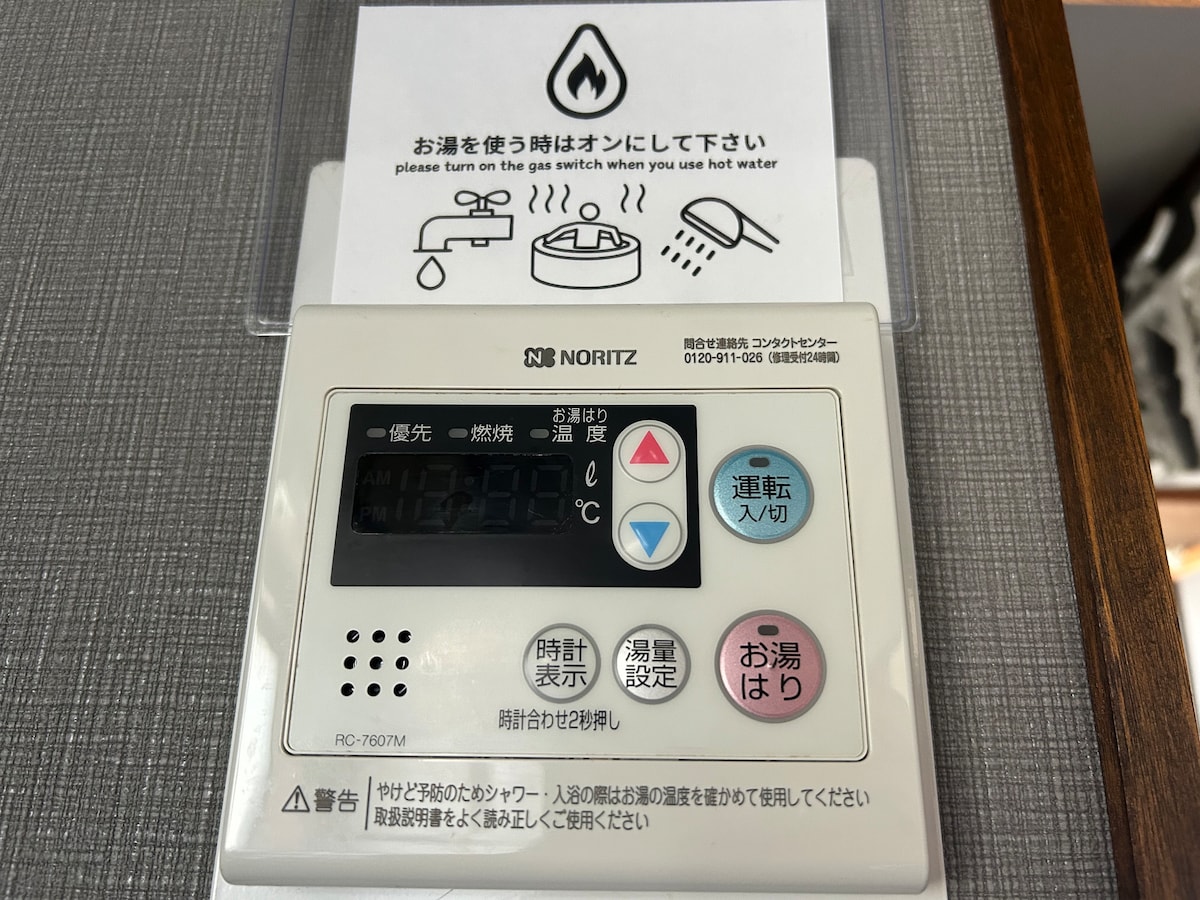 お湯を使う時はオンにして下さい
please turn on the gas switch when you use hot water
NORITZ
問合せ連絡先 コンタクトセンター
0120-911-026（修理受付24時間）
お湯はり
優先 燃焼 温度
AM
PM
ℓ
℃
運転
入/切
時計
表示
湯量
設定
お湯
はり
時計合わせ2秒押し
RC-7607M
警告
やけど予防のためシャワー・入浴の際はお湯の温度を確かめて使用してください
取扱説明書をよく読み正しくご使用ください